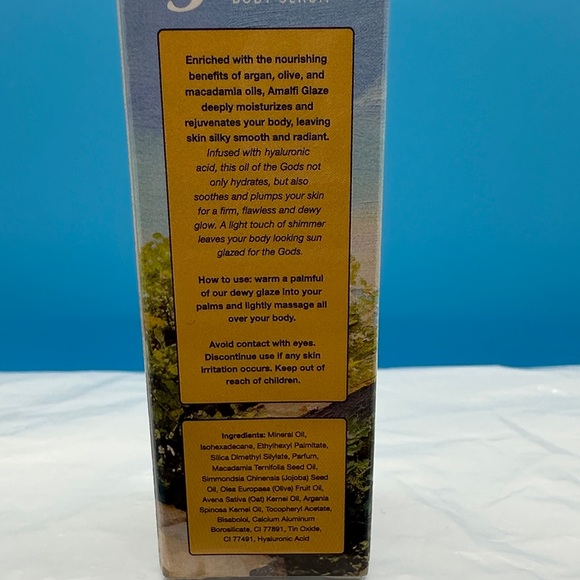 BODY SERUM
Enriched with the nourishing
benefits of argan, olive, and
macadamia oils, Amalfi Glaze
deeply moisturizes and
rejuvenates your body, leaving
skin silky smooth and radiant.
Infused with hyaluronic
acid, this oil of the Gods not
only hydrates, but also
soothes and plumps your skin
for a firm, flawless and dewy
glow. A light touch of shimmer
leaves your body looking sun
glazed for the Gods.
How to use: warm a palmful
of our dewy glaze into your
palms and lightly massage all
over your body.
Avoid contact with eyes.
Discontinue use if any skin
irritation occurs. Keep out of
reach of children.
Ingredients: Mineral Oil,
Isohexadecane, Ethylhexyl Palmitate,
Silica Dimethyl Silylate, Parfum,
Macadamia Ternifolia Seed Oil,
Simmondsia Chinensis (Jojoba) Seed
Oil, Olea Europaea (Olive) Fruit Oil,
Avena Sativa (Oat) Kernel Oil, Argania
Spinosa Kernel Oil, Tocopheryl Acetate,
Bisabolol, Calcium Aluminum
Borosilicate, CI 77891, Tin Oxide,
CI 77491, Hyaluronic Acid